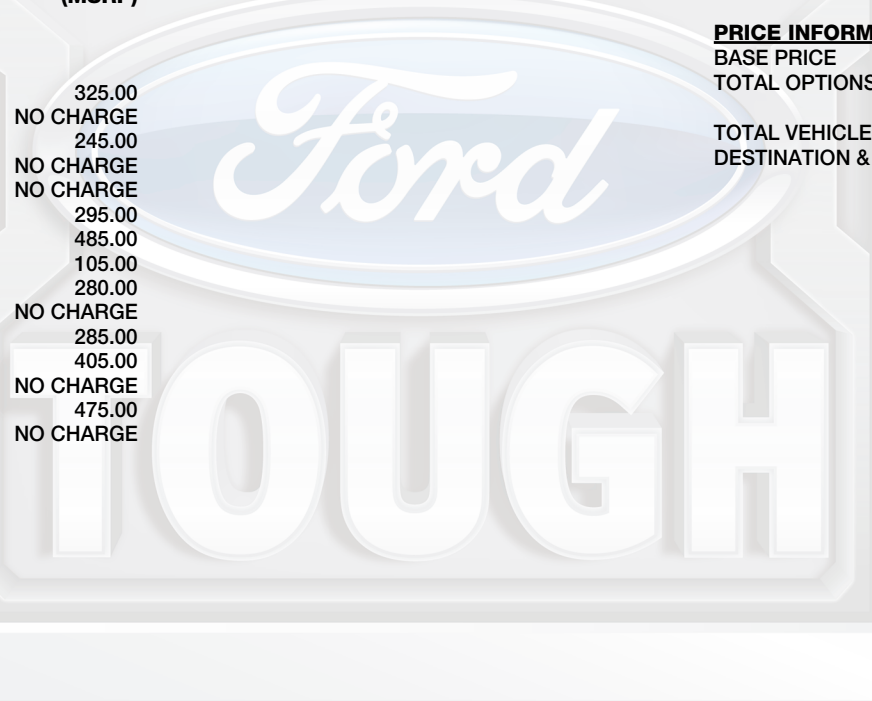 (MSRP)
325.00
NO CHARGE
245.00
NO CHARGE
NO CHARGE
295.00
485.00
105.00
280.00
NO CHARGE
285.00
405.00
NO CHARGE
475.00
NO CHARGE
PRICE INFORM
BASE PRICE
TOTAL OPTIONS
TOTAL VEHICLE
DESTINATION &
Ford
TOUGH